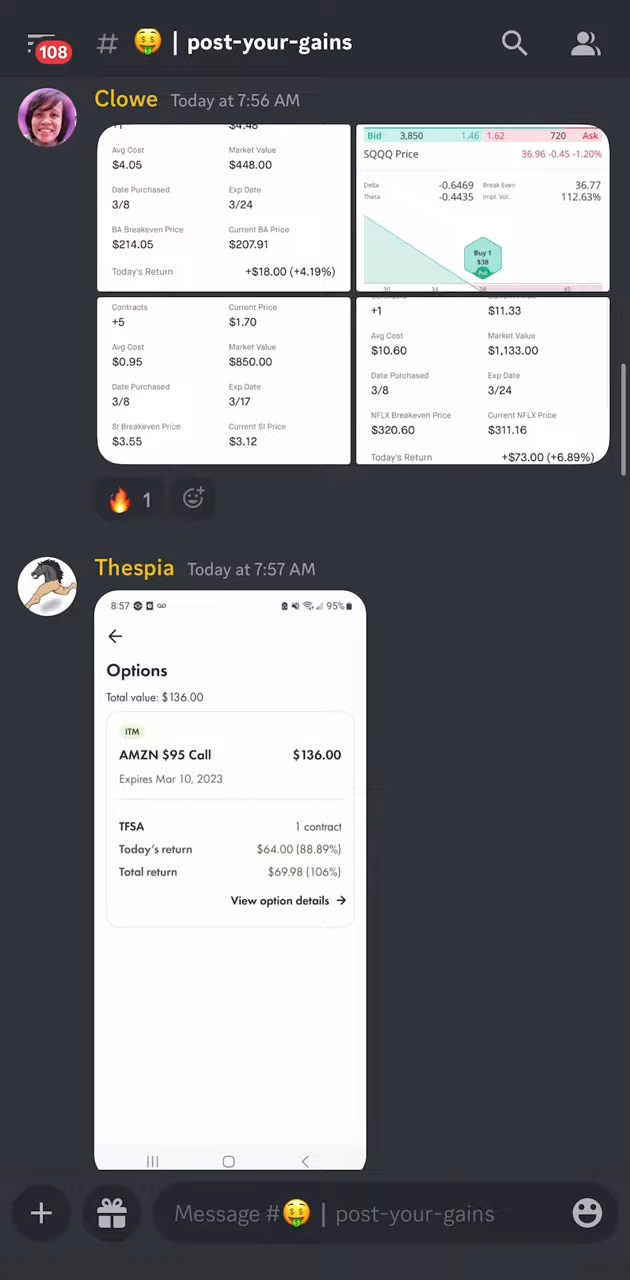 108
# 🤑 | post-your-gains
Clowe Today at 7:56 AM
$4.48
Avg Cost Market Value
$4.05 $448.00
Date Purchased Exp Date
3/8 3/24
BA Breakeven Price Current BA Price
$214.05 $207.91
Today's Return +$18.00 (+4.19%)
Bid 3,850 1.46 1.62 720 Ask
SQQQ Price 36.96 -0.45 -1.20%
Delta -0.6469 Break Even 36.77
Theta -0.4435 Impl. Vol. 112.63%
Buy 1
$38
Put
Contracts Current Price
+5 $1.70
Avg Cost Market Value
$0.95 $850.00
Date Purchased Exp Date
3/8 3/17
SI Breakeven Price Current SI Price
$3.55 $3.12
+1 $11.33
Avg Cost Market Value
$10.60 $1,133.00
Date Purchased Exp Date
3/8 3/24
NFLX Breakeven Price Current NFLX Price
$320.60 $311.16
Today's Return +$73.00 (+6.89%)
🔥 1
Thespia Today at 7:57 AM
8:57 95%
Options
Total value: $136.00
ITM
AMZN $95 Call $136.00
Expires Mar 10, 2023
TFSA 1 contract
Today's return $64.00 (88.89%)
Total return $69.98 (106%)
View option details →
Message #🤑 | post-your-gains